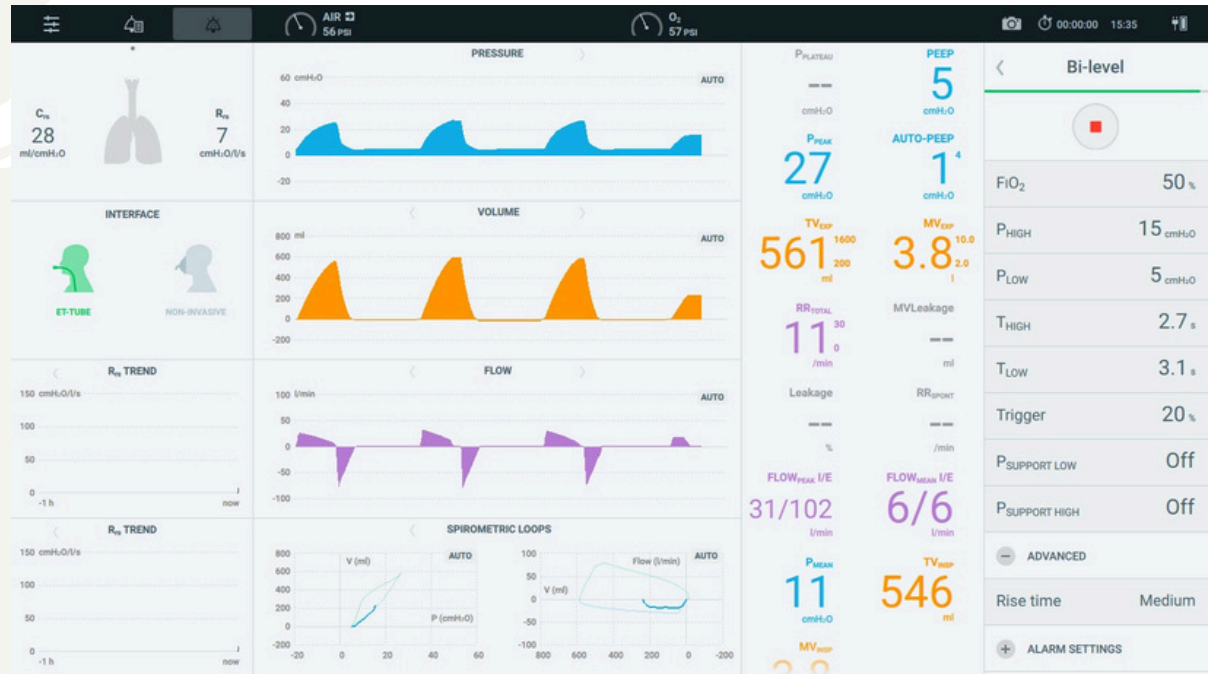 AIR
56 PSI
O₂
57 PSI
00:00:00 15:35
Crs
28
ml/cmH₂O
Rrs
7
cmH₂O/l/s
INTERFACE
ET-TUBE
NON-INVASIVE
Rrs TREND
150 cmH₂O/l/s
100
50
0
-1 h
now
Rrs TREND
150 cmH₂O/l/s
100
50
0
-1 h
now
PRESSURE
60 cmH₂O
AUTO
40
20
0
-20
VOLUME
800 ml
AUTO
600
400
200
0
-200
FLOW
100 l/min
AUTO
50
0
-50
-100
SPIROMETRIC LOOPS
800
V (ml)
AUTO
600
400
200
P (cmH₂O)
0
-200
-20 0 20 40 60
100
Flow (l/min)
AUTO
50
V (ml)
0
-50
-100
800 600 400 200 0 -200
PPLATEAU
--
cmH₂O
PEEP
5
cmH₂O
PPEAK
27
cmH₂O
AUTO-PEEP
1 4
cmH₂O
TVEXP
561 1600
200
ml
MVEXP
3.8 10.0
2.0
l
RRTOTAL
11 30
0
/min
MVLeakage
--
ml
Leakage
--
%
RRSPONT
--
/min
FLOWPEAK I/E
31/102
l/min
FLOWMEAN I/E
6/6
l/min
PMEAN
11
cmH₂O
TVINSP
546
ml
MVINSP
3.8
Bi-level
FIO₂ 50 %
PHIGH 15 cmH₂O
PLOW 5 cmH₂O
THIGH 2.7 s
TLOW 3.1 s
Trigger 20 %
PSUPPORT LOW Off
PSUPPORT HIGH Off
ADVANCED
Rise time Medium
ALARM SETTINGS